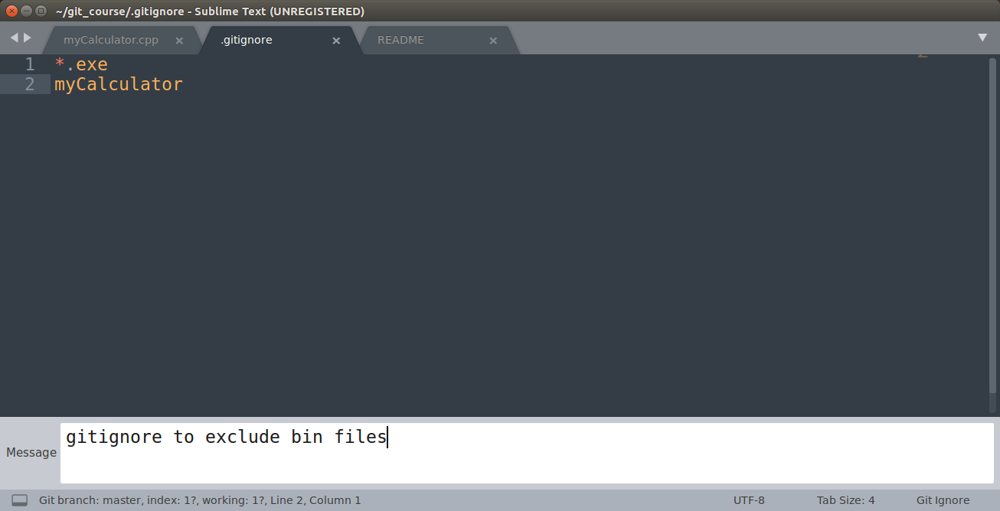 ~/git_course/.gitignore - Sublime Text (UNREGISTERED)
myCalculator.cpp .gitignore README
1 *.exe
2 myCalculator
Message gitignore to exclude bin files
Git branch: master, index: 1?, working: 1?, Line 2, Column 1 UTF-8 Tab Size: 4 Git Ignore